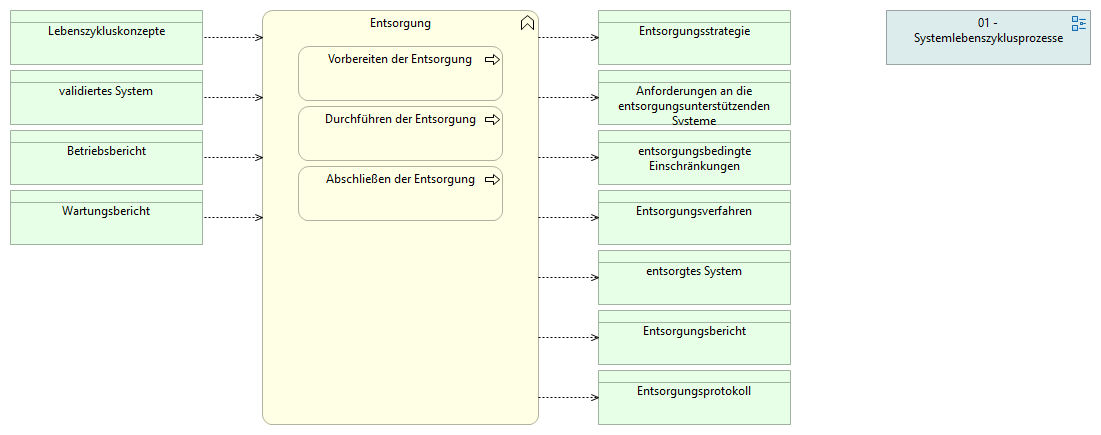 Lebenszykluskonzepte
validiertes System
Betriebsbericht
Wartungsbericht
Entsorgung
Vorbereiten der Entsorgung
Durchführen der Entsorgung
Abschließen der Entsorgung
Entsorgungsstrategie
Anforderungen an die
entsorgungsunterstützenden
Systeme
entsorgungsbedingte
Einschränkungen
Entsorgungsverfahren
entsorgtes System
Entsorgungsbericht
Entsorgungsprotokoll
01 -
Systemlebenszyklusprozesse